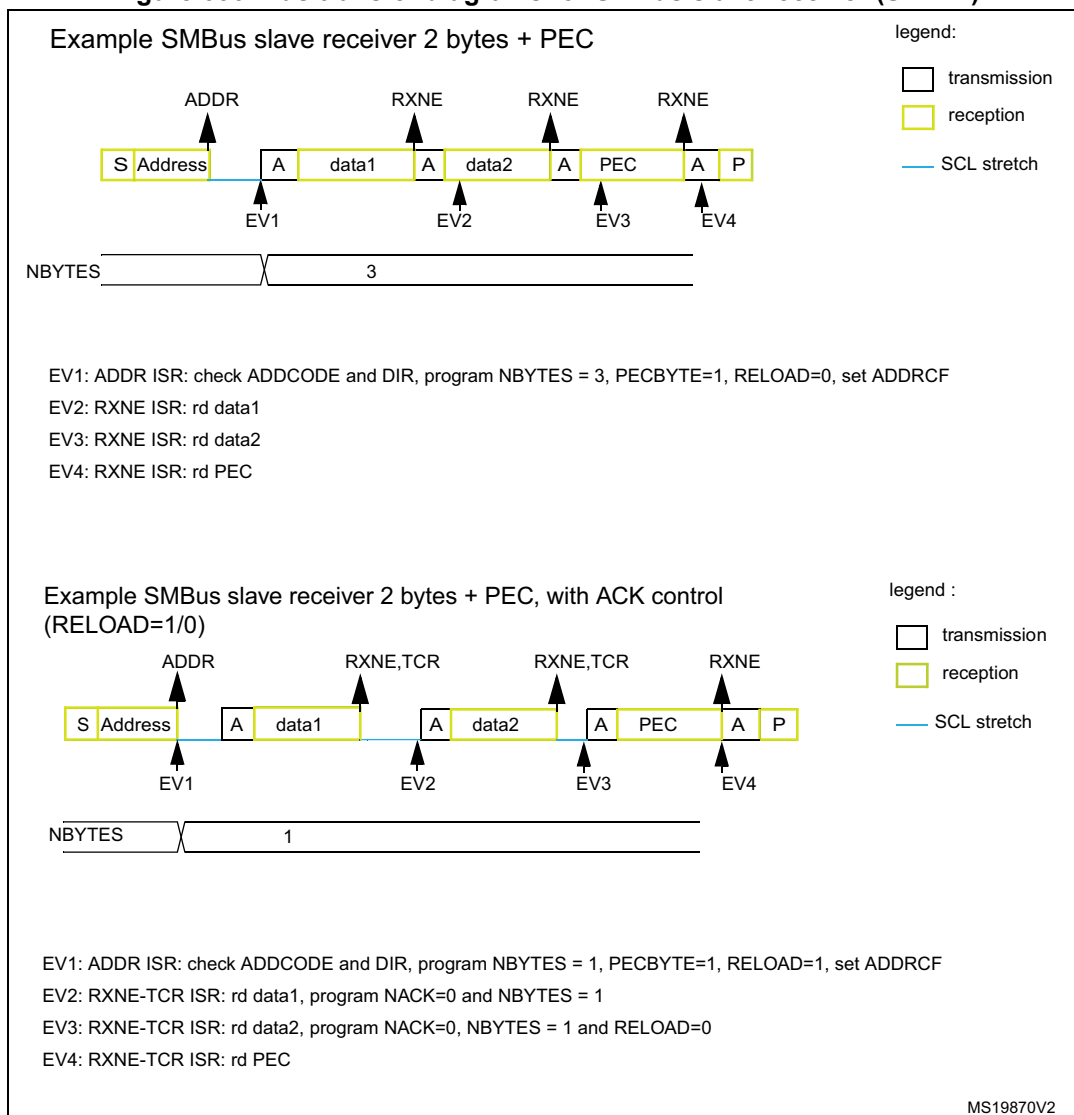 Example SMBus slave receiver 2 bytes + PEC
legend:
transmission
reception
SCL stretch
ADDR RXNE RXNE RXNE
S Address A data1 A data2 A PEC A P
EV1 EV2 EV3 EV4
NBYTES 3
EV1: ADDR ISR: check ADDCODE and DIR, program NBYTES = 3, PECBYTE=1, RELOAD=0, set ADDRCF
EV2: RXNE ISR: rd data1
EV3: RXNE ISR: rd data2
EV4: RXNE ISR: rd PEC
Example SMBus slave receiver 2 bytes + PEC, with ACK control
(RELOAD=1/0)
legend :
transmission
reception
SCL stretch
ADDR RXNE,TCR RXNE,TCR RXNE
S Address A data1 A data2 A PEC A P
EV1 EV2 EV3 EV4
NBYTES 1
EV1: ADDR ISR: check ADDCODE and DIR, program NBYTES = 1, PECBYTE=1, RELOAD=1, set ADDRCF
EV2: RXNE-TCR ISR: rd data1, program NACK=0 and NBYTES = 1
EV3: RXNE-TCR ISR: rd data2, program NACK=0, NBYTES = 1 and RELOAD=0
EV4: RXNE-TCR ISR: rd PEC
MS19870V2